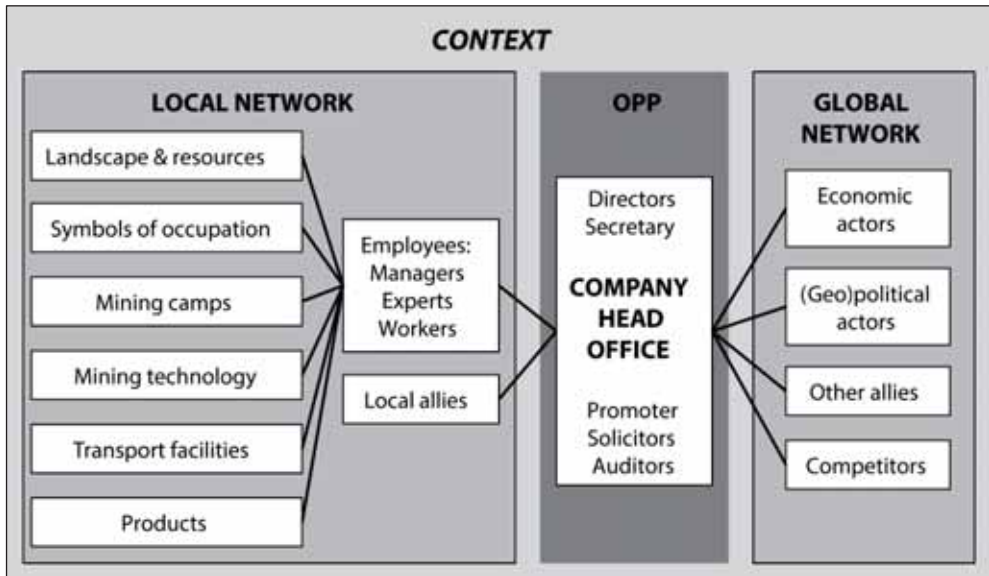 CONTEXT
LOCAL NETWORK
Landscape & resources
Symbols of occupation
Mining camps
Mining technology
Transport facilities
Products
Employees:
Managers
Experts
Workers
Local allies
OPP
Directors
Secretary
COMPANY
HEAD
OFFICE
Promoter
Solicitors
Auditors
GLOBAL
NETWORK
Economic
actors
(Geo)political
actors
Other allies
Competitors